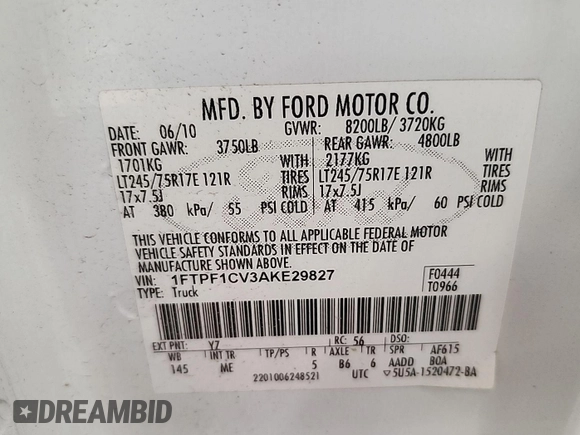 MFD. BY FORD MOTOR CO.
DATE: 06/10 GVWR: 8200LB/ 3720KG
FRONT GAWR: 3750LB REAR GAWR: 4800LB
1701KG WITH 2177KG WITH
LT245/75R17E 121R TIRES LT245/75R17E 121R TIRES
17x7.5J RIMS 17x7.5J RIMS
AT 380 kPa/ 55 PSI COLD AT 415 kPa/ 60 PSI COLD
THIS VEHICLE CONFORMS TO ALL APPLICABLE FEDERAL MOTOR
VEHICLE SAFETY STANDARDS IN EFFECT ON THE DATE OF
MANUFACTURE SHOWN ABOVE.
VIN: 1FTPF1CV3AKE29827 F0444
TYPE: Truck T0966
EXT PNT: YZ RC: 56 DSO:
WB INT TR TP/PS R AXLE TR SPR AF615
145 ME 5 B6 6 AADD BOA
2201006248521 UTC ▽5U5A-1520472-BA
DREAMBID